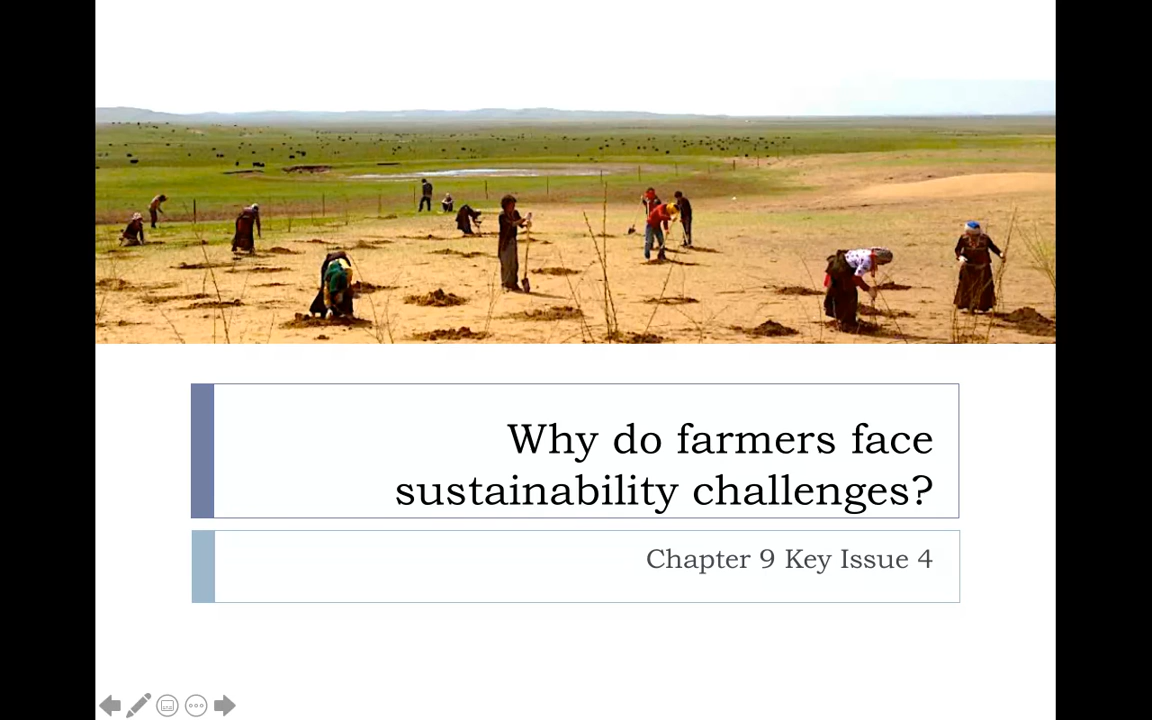 Why do farmers face
sustainability challenges?
Chapter 9 Key Issue 4